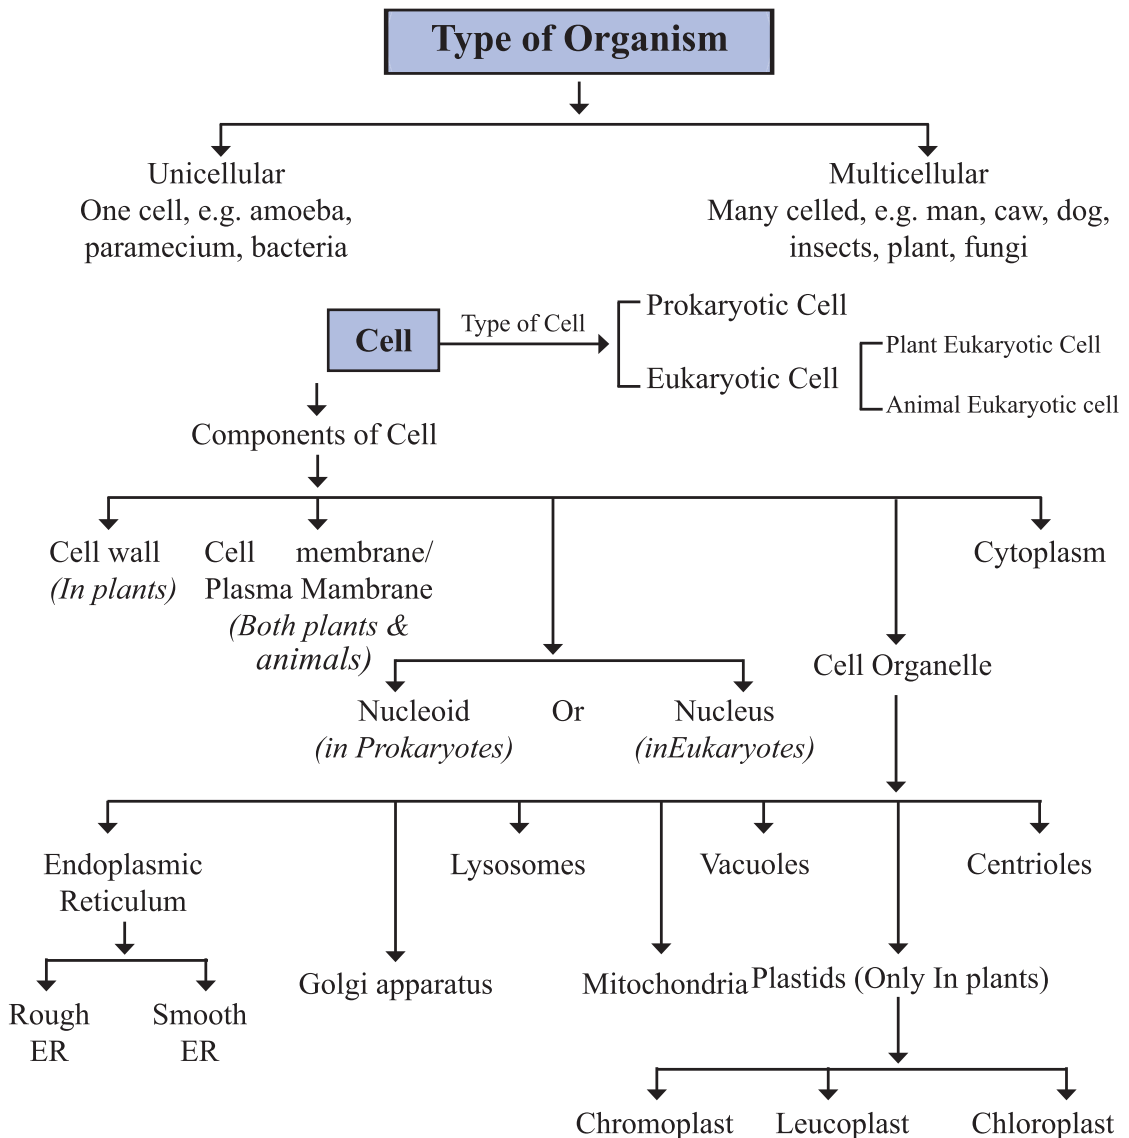 Type of Organism
Unicellular
One cell, e.g. amoeba,
paramecium, bacteria
Multicellular
Many celled, e.g. man, caw, dog,
insects, plant, fungi
Cell
Type of Cell
Prokaryotic Cell
Eukaryotic Cell
Plant Eukaryotic Cell
Animal Eukaryotic cell
Components of Cell
Cell wall
(In plants)
Cell membrane/
Plasma Mambrane
(Both plants &
animals)
Nucleoid
(in Prokaryotes)
Or
Nucleus
(inEukaryotes)
Cell Organelle
Cytoplasm
Endoplasmic
Reticulum
Rough
ER
Smooth
ER
Golgi apparatus
Lysosomes
Mitochondria
Vacuoles
Plastids (Only In plants)
Centrioles
Chromoplast
Leucoplast
Chloroplast